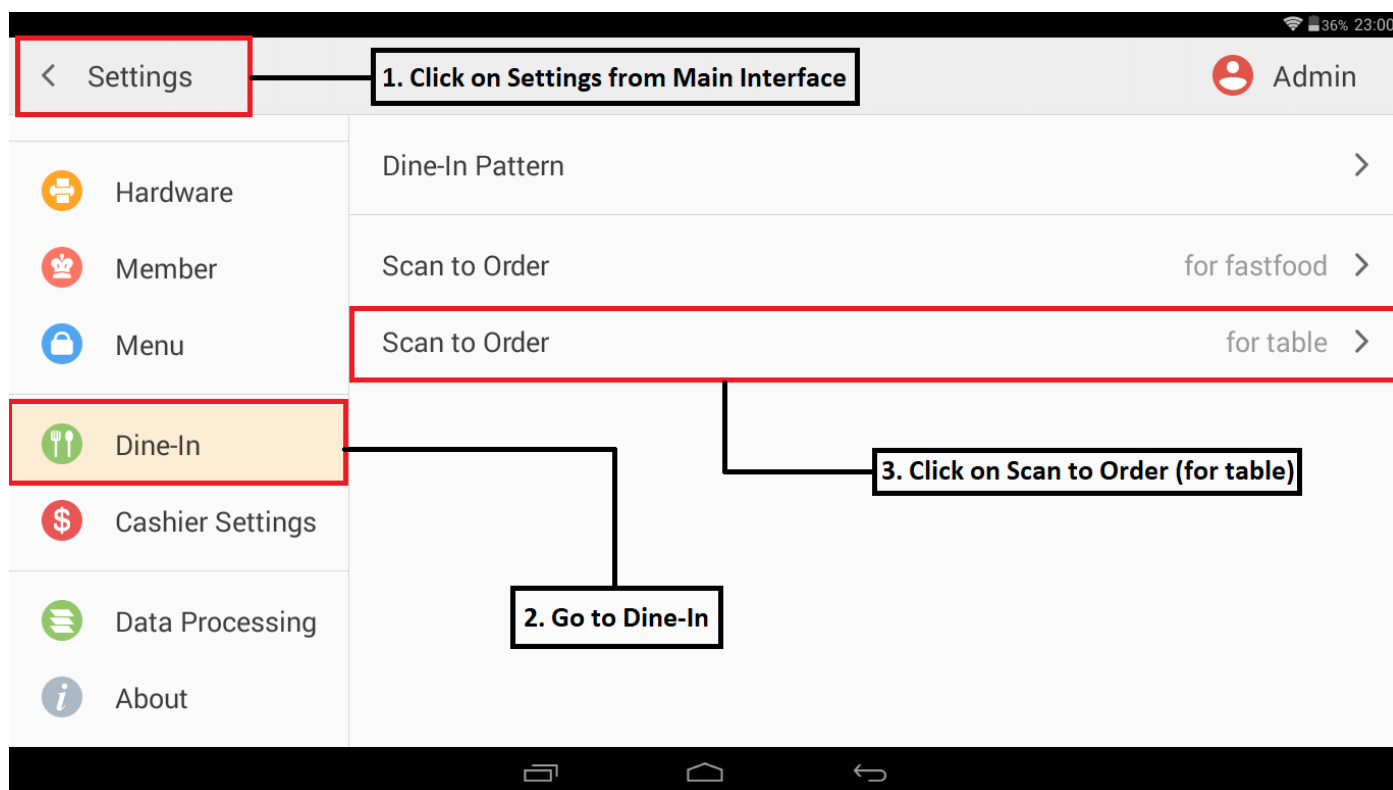 36% 23:00
Settings
1. Click on Settings from Main Interface
Admin
Hardware
Member
Menu
Dine-In
Cashier Settings
Data Processing
About
Dine-In Pattern
Scan to Order for fastfood
Scan to Order for table
3. Click on Scan to Order (for table)
2. Go to Dine-In